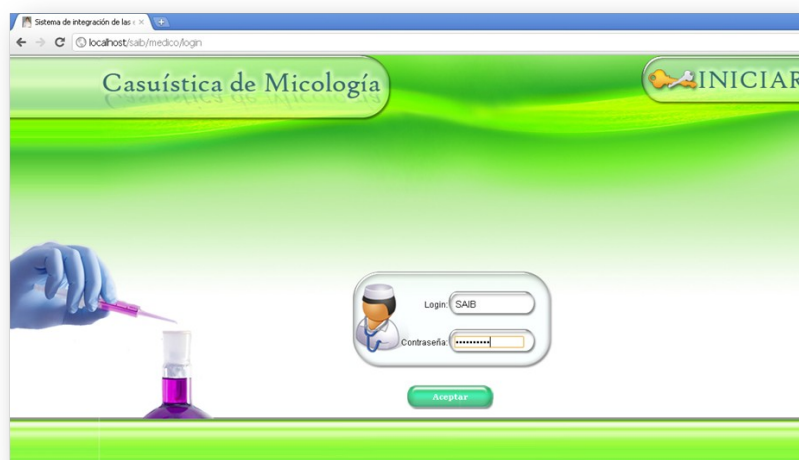 Sistema de integración de las c
localhost/saib/medico/login
Casuística de Micología
INICIAR
Login: SAIB
Contraseña: ••••••••••
Aceptar